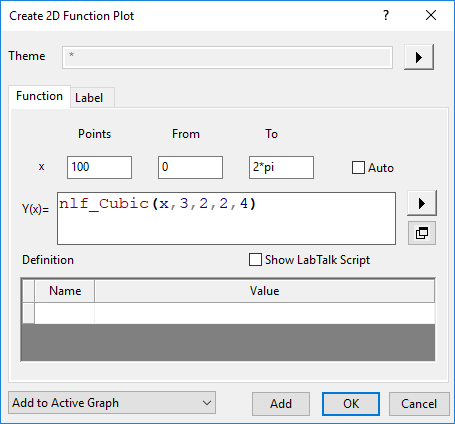 Create 2D Function Plot
?
Theme *
Function Label
Points From To
x 100 0 2*pi Auto
Y(x)= nlf_Cubic(x,3,2,2,4)
Definition Show LabTalk Script
Name Value
Add to Active Graph Add OK Cancel